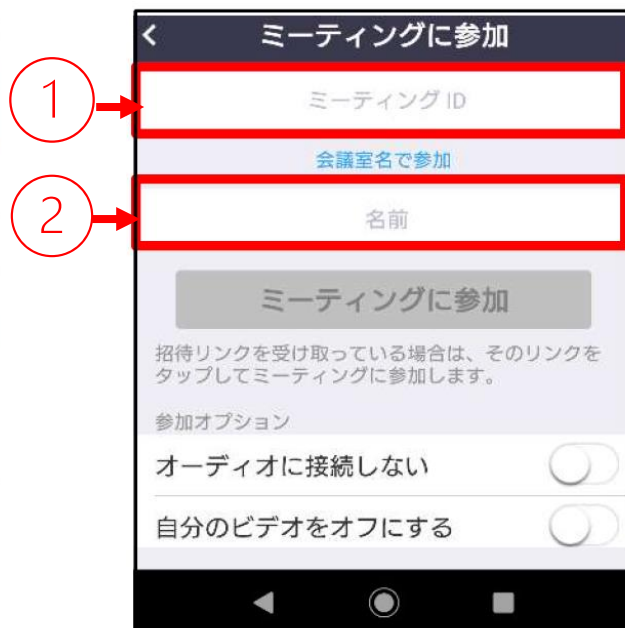 ミーティングに参加
1
ミーティング ID
会議室名で参加
2
名前
ミーティングに参加
招待リンクを受け取っている場合は、そのリンクを
タップしてミーティングに参加します。
参加オプション
オーディオに接続しない
自分のビデオをオフにする